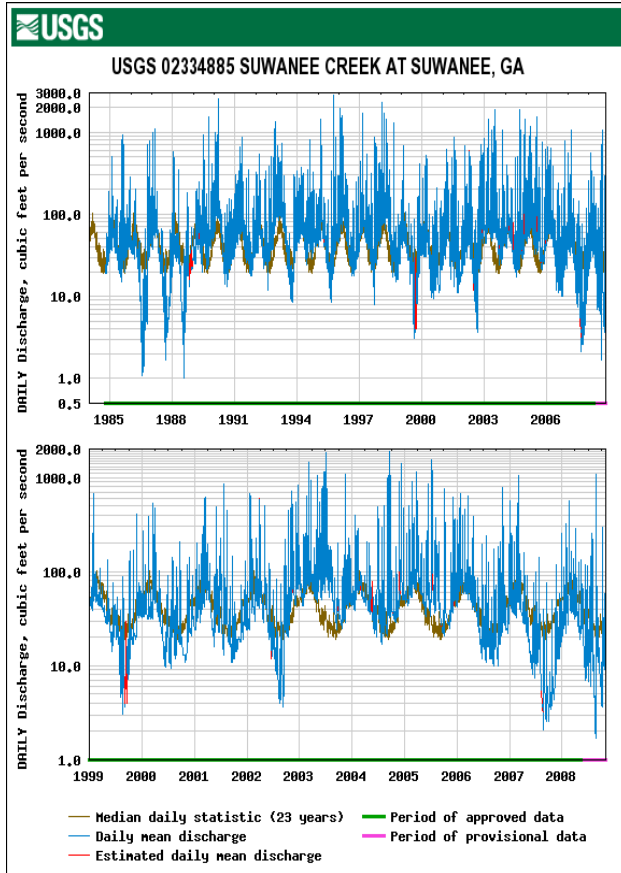 USGS
USGS 02334885 SUWANEE CREEK AT SUWANEE, GA
DAILY Discharge, cubic feet per second
3000.0
2000.0
1000.0
100.0
10.0
1.0
0.5
1985 1988 1991 1994 1997 2000 2003 2006
DAILY Discharge, cubic feet per second
2000.0
1000.0
100.0
10.0
1.0
1999 2000 2001 2002 2003 2004 2005 2006 2007 2008
Median daily statistic (23 years) Period of approved data
Daily mean discharge Period of provisional data
Estimated daily mean discharge